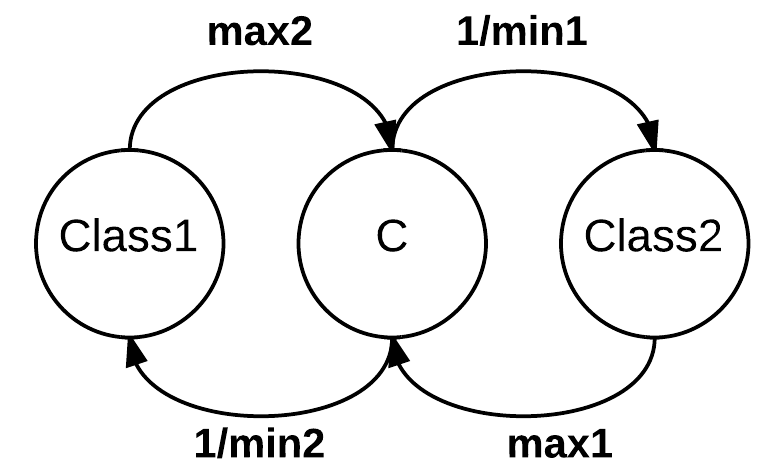 max2
1/min1
Class1
C
Class2
1/min2
max1